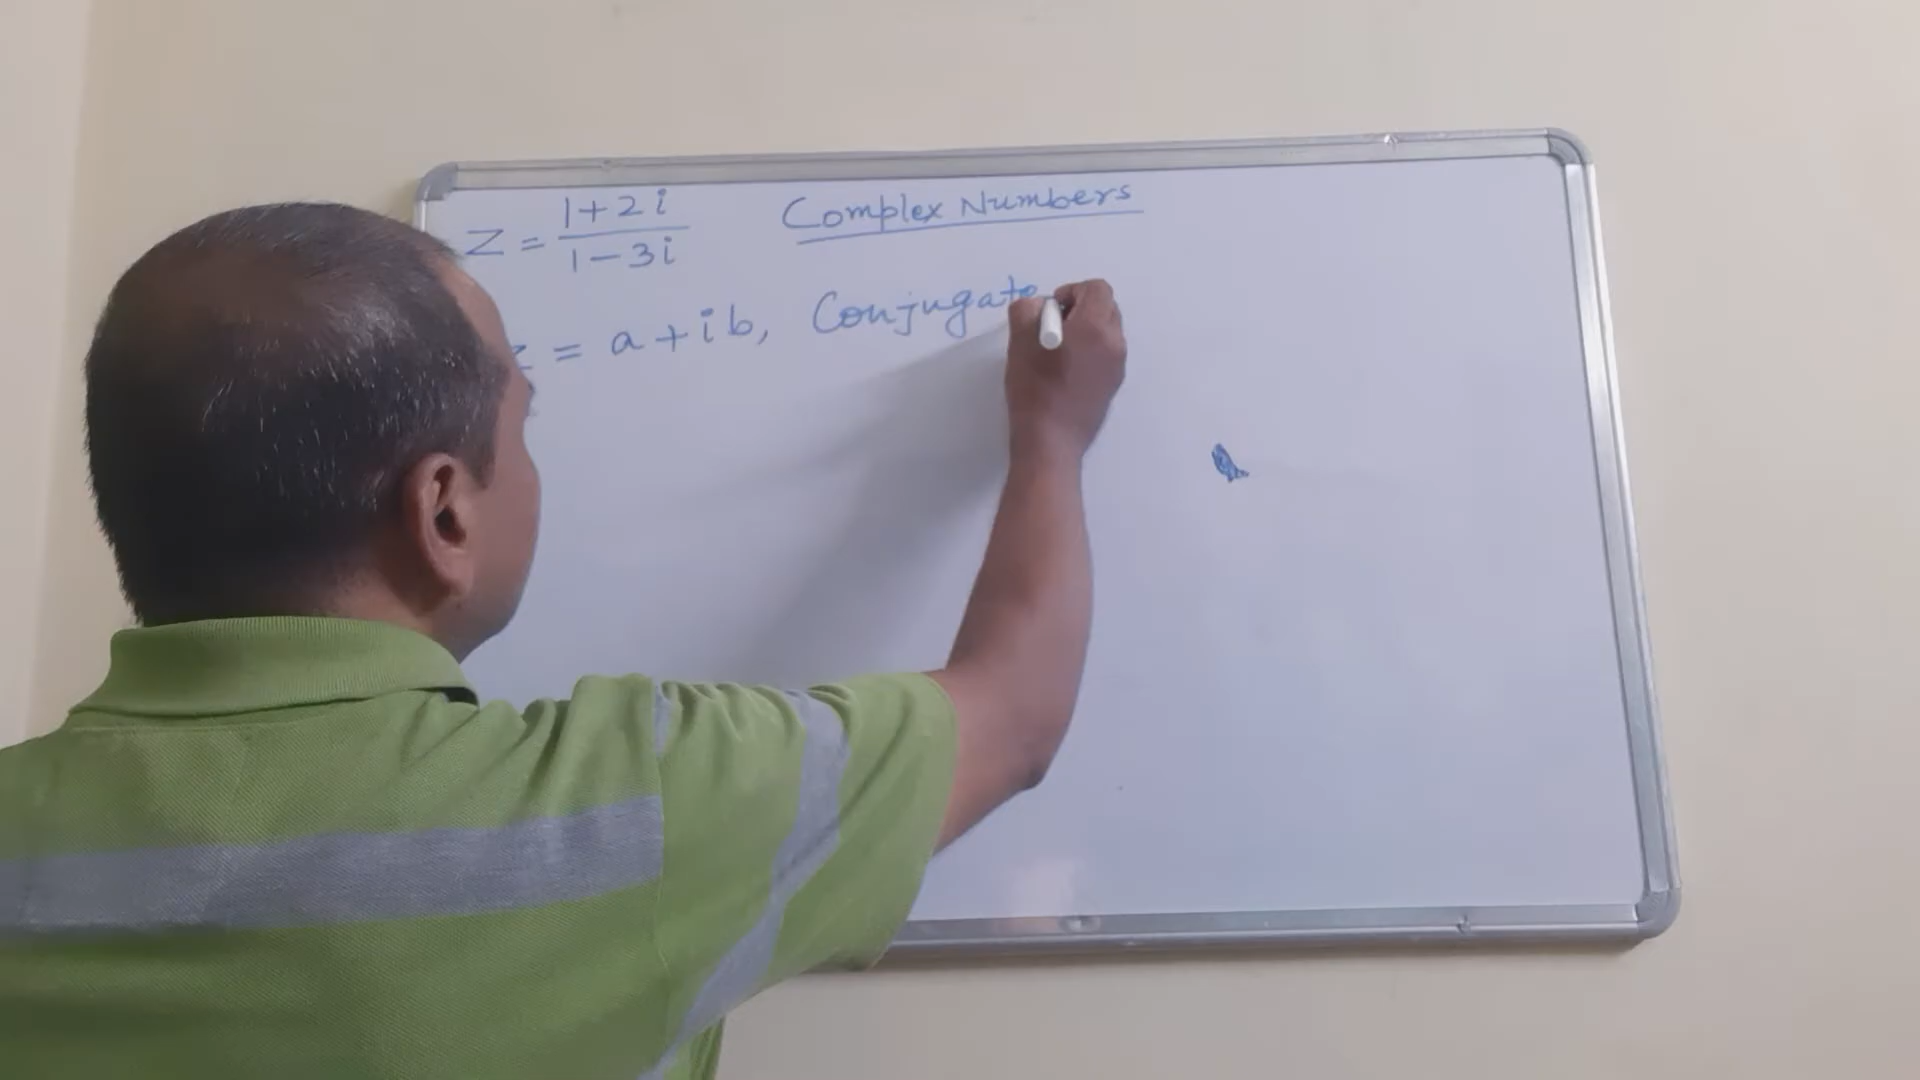 z = (1+2i)/(1-3i)
Complex Numbers
z = a+ib, Conjugate